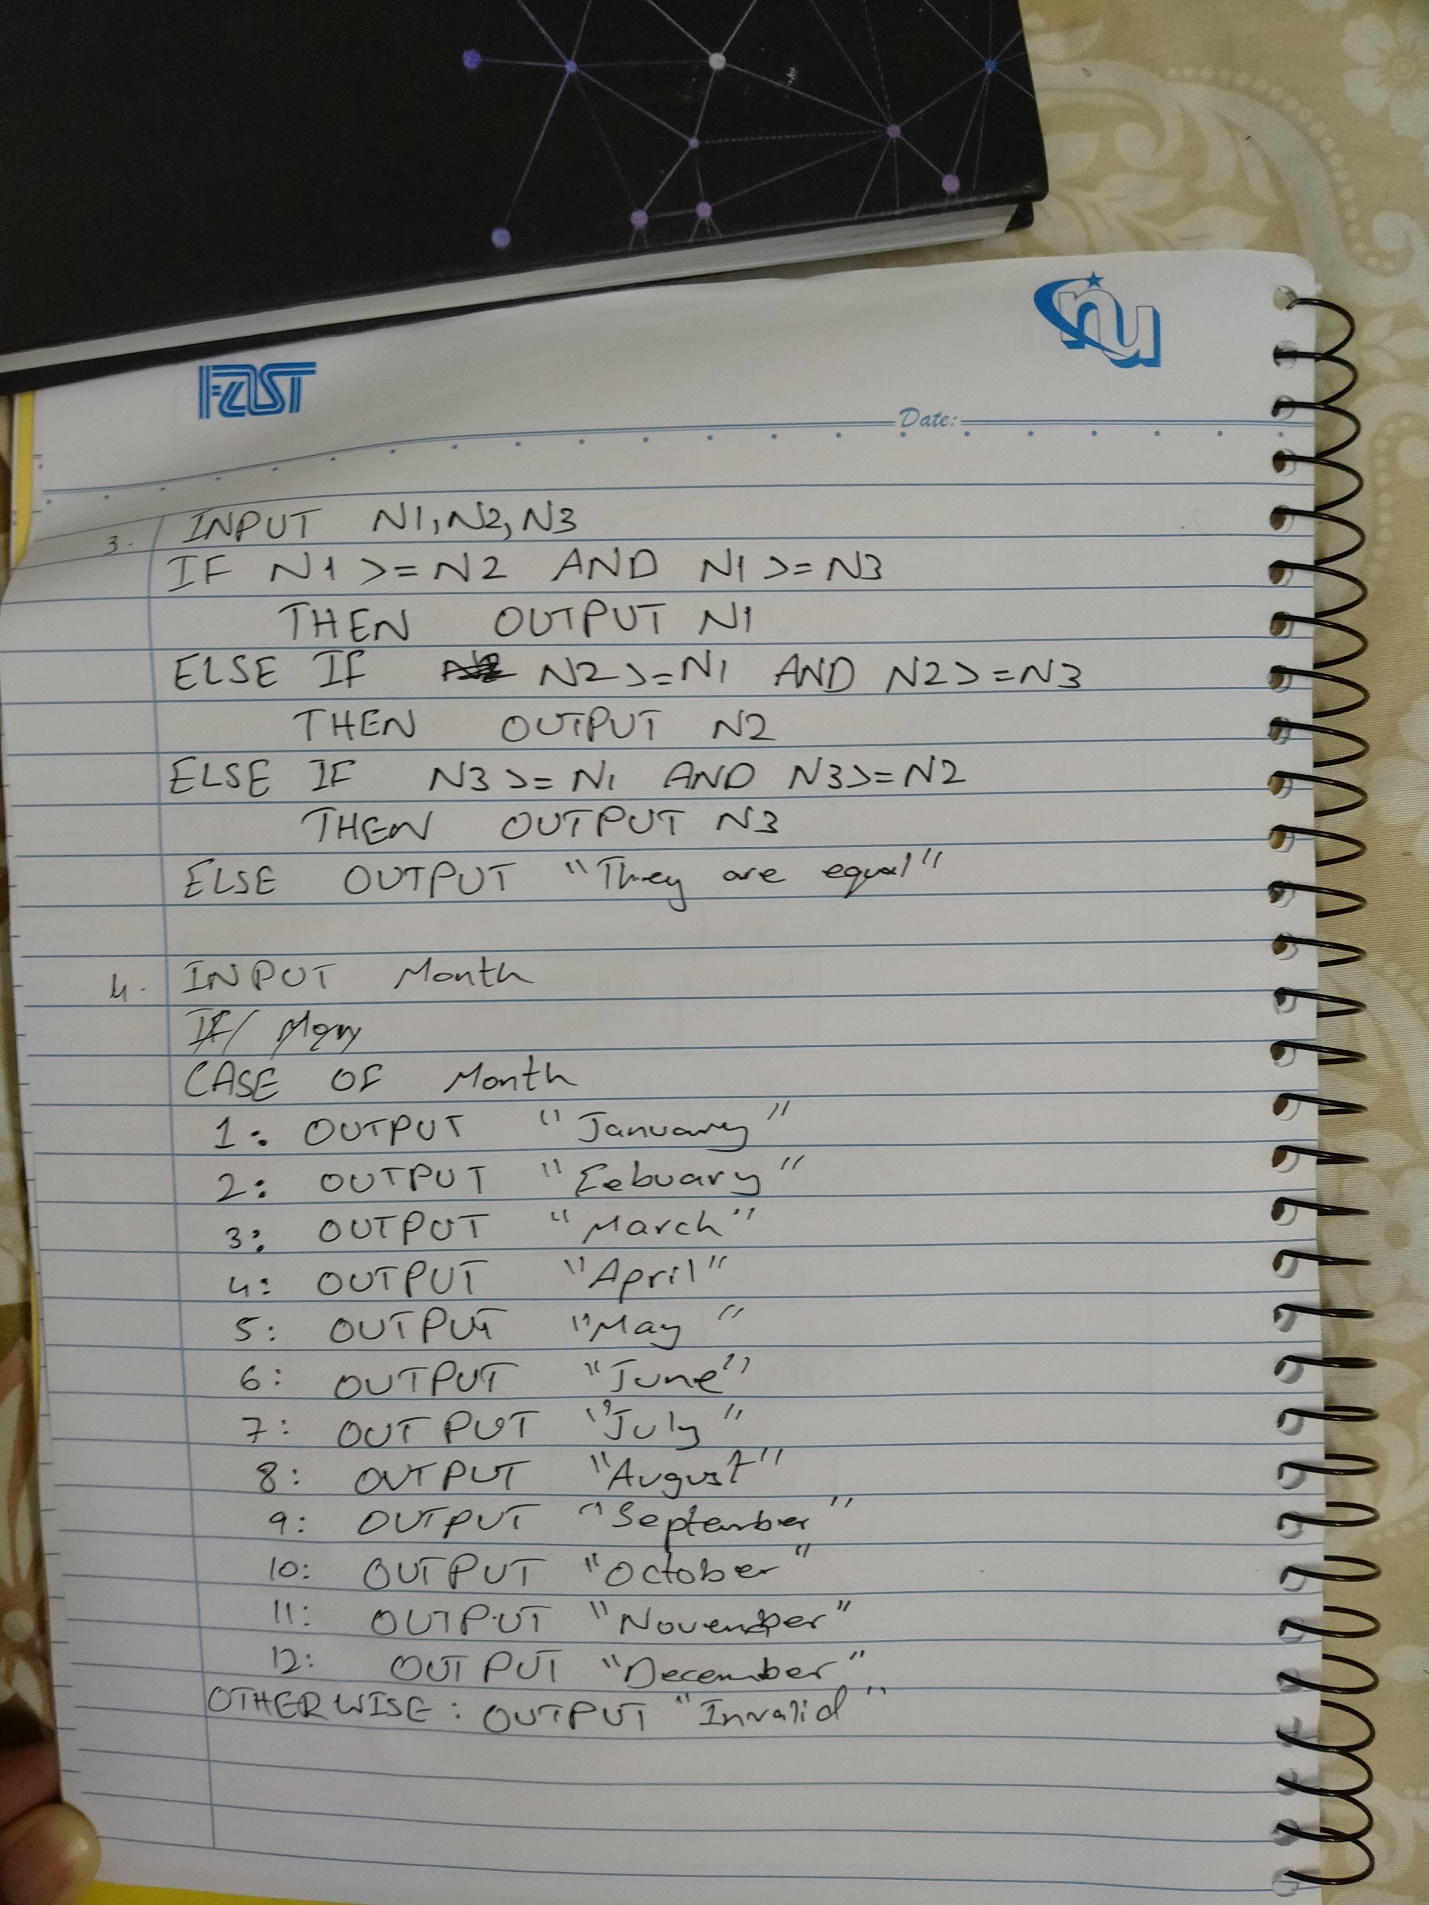 FAST
nu
Date:
3. INPUT N1, N2, N3
IF N1 >= N2 AND N1 >= N3
THEN OUTPUT N1
ELSE IF N2 >= N1 AND N2 >= N3
THEN OUTPUT N2
ELSE IF N3 >= N1 AND N3 >= N2
THEN OUTPUT N3
ELSE OUTPUT "They are equal"
4. INPUT Month
IF
CASE OF Month
1: OUTPUT "January"
2: OUTPUT "Febuary"
3: OUTPUT "March"
4: OUTPUT "April"
5: OUTPUT "May"
6: OUTPUT "June"
7: OUTPUT "July"
8: OUTPUT "August"
9: OUTPUT "September"
10: OUTPUT "October"
11: OUTPUT "November"
12: OUTPUT "December"
OTHERWISE: OUTPUT "Invalid"